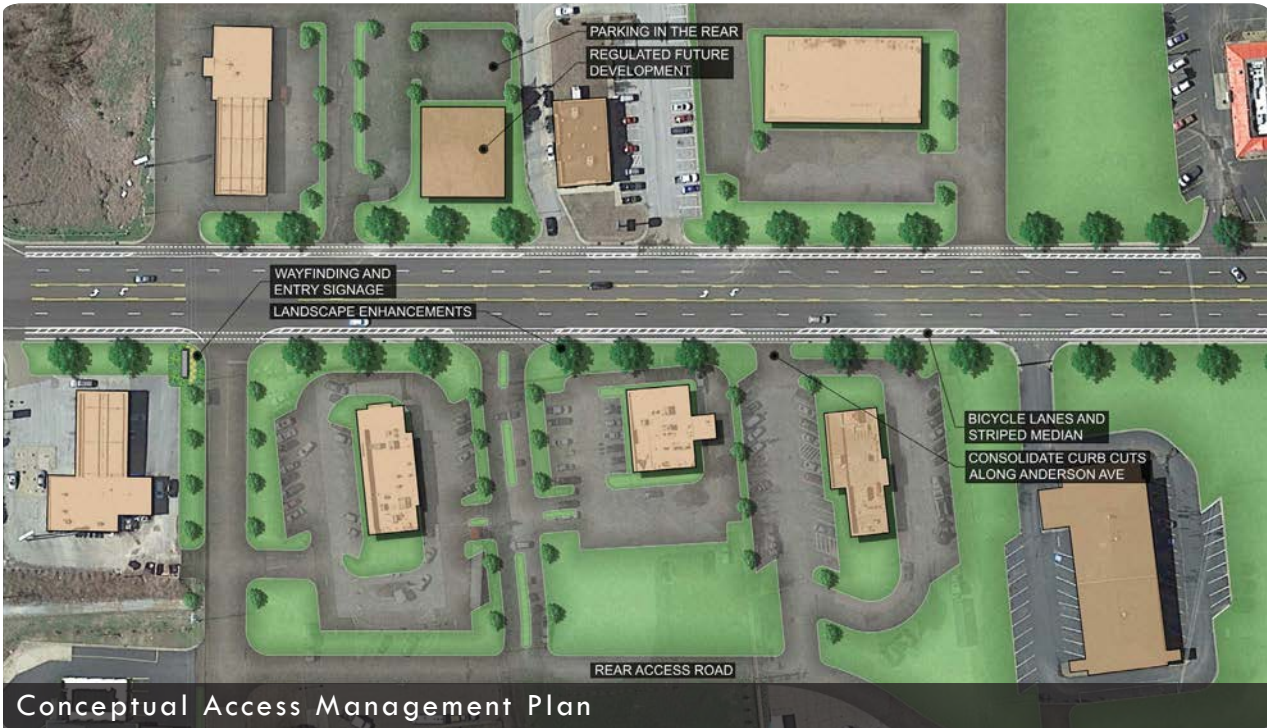 PARKING IN THE REAR
REGULATED FUTURE
DEVELOPMENT
WAYFINDING AND
ENTRY SIGNAGE
LANDSCAPE ENHANCEMENTS
BICYCLE LANES AND
STRIPED MEDIAN
CONSOLIDATE CURB CUTS
ALONG ANDERSON AVE
REAR ACCESS ROAD
Conceptual Access Management Plan